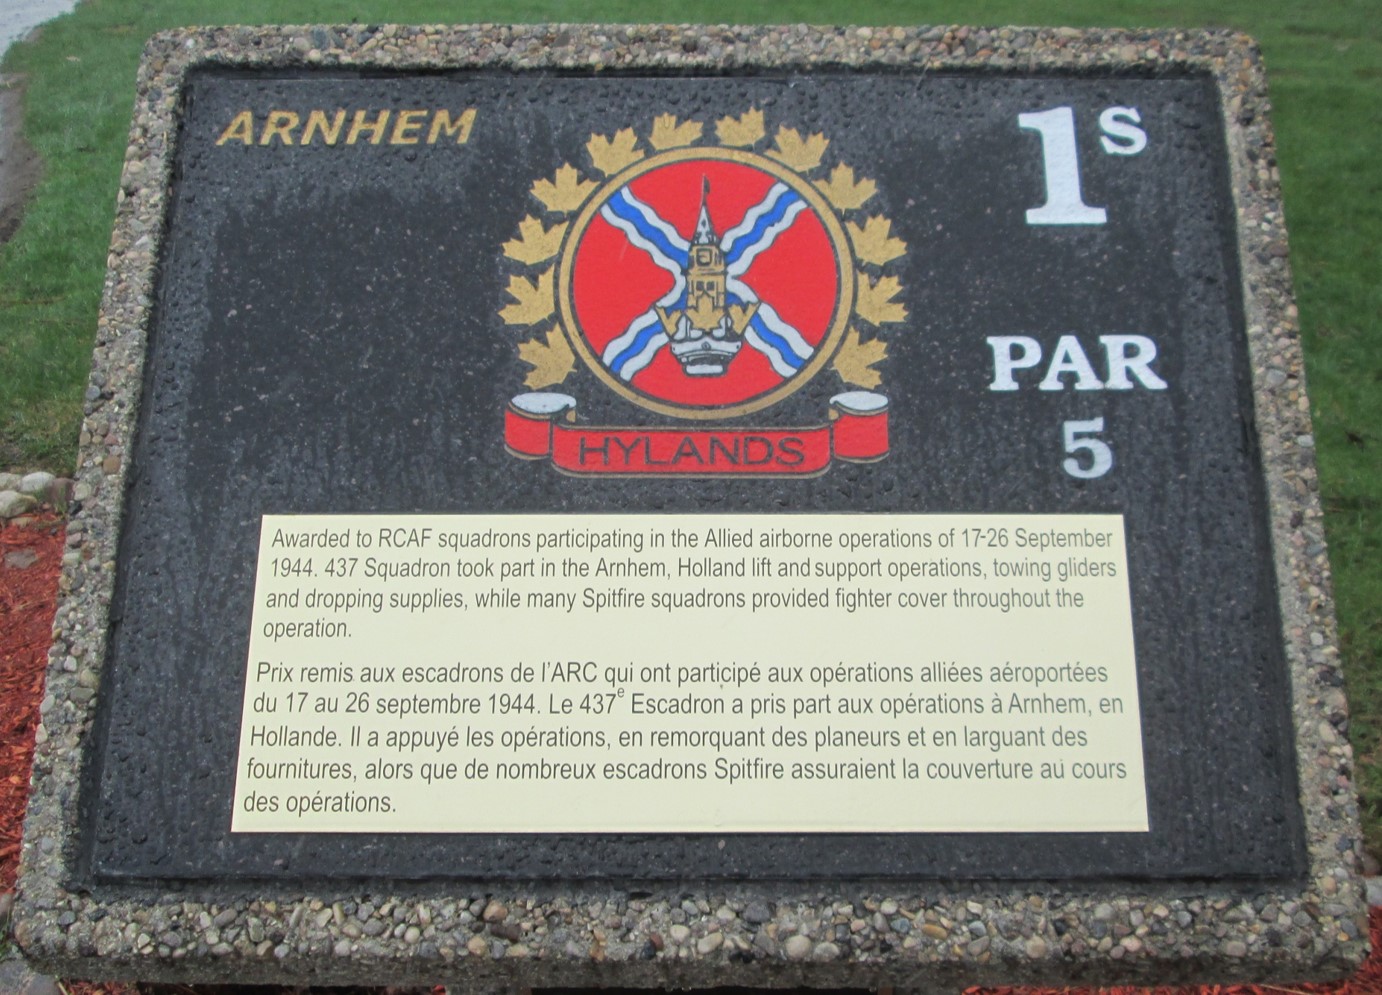 ARNHEM
1S
PAR
5
HYLANDS
Awarded to RCAF squadrons participating in the Allied airborne operations of 17-26 September
1944. 437 Squadron took part in the Arnhem, Holland lift and support operations, towing gliders
and dropping supplies, while many Spitfire squadrons provided fighter cover throughout the
operation.
Prix remis aux escadrons de l'ARC qui ont participé aux opérations alliées aéroportées
du 17 au 26 septembre 1944. Le 437e Escadron a pris part aux opérations à Arnhem, en
Hollande. Il a appuyé les opérations, en remorquant des planeurs et en larguant des
fournitures, alors que de nombreux escadrons Spitfire assuraient la couverture au cours
des opérations.